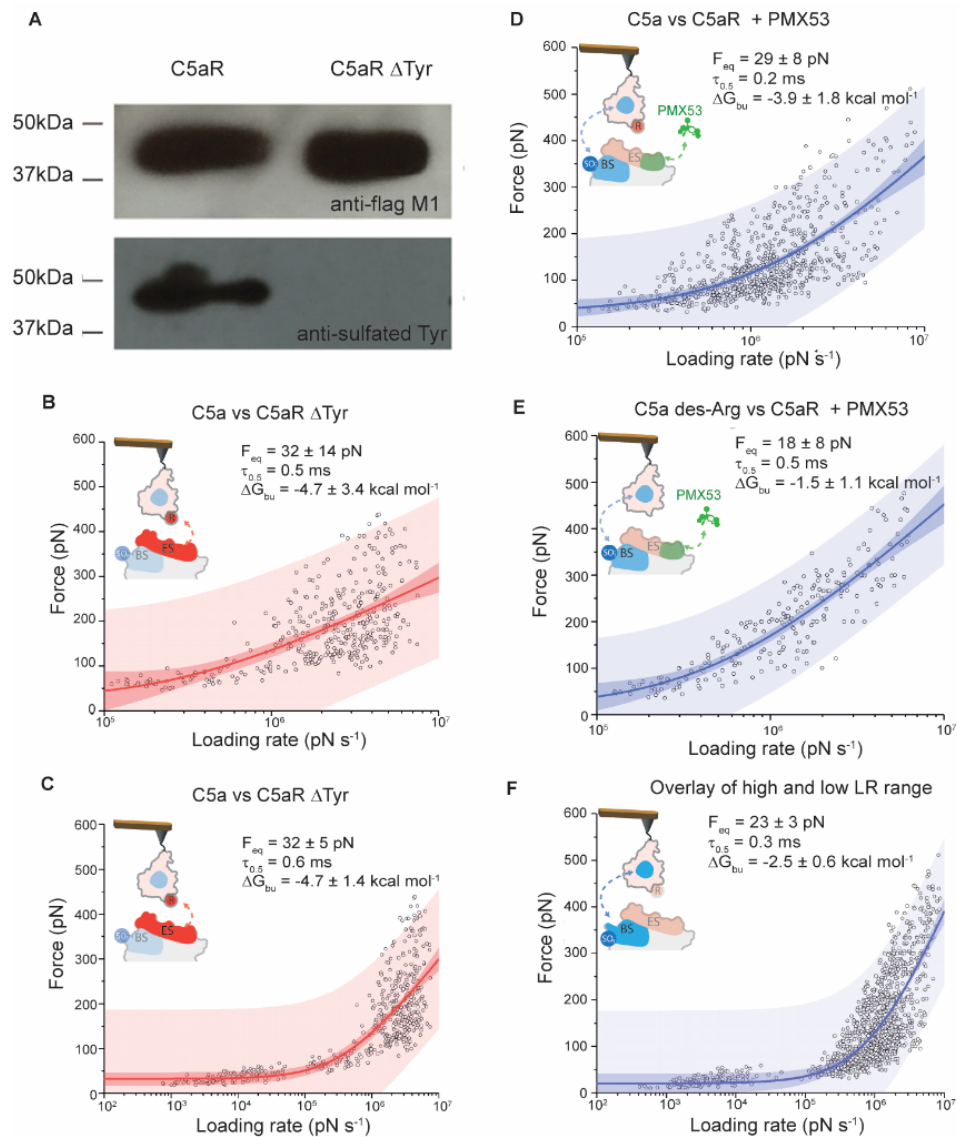 A
C5aR
C5aR ΔTyr
50kDa
37kDa
anti-flag M1
50kDa
37kDa
anti-sulfated Tyr
B
C5a vs C5aR ΔTyr
F_eq = 32 ± 14 pN
τ_0.5 = 0.5 ms
ΔG_bu = -4.7 ± 3.4 kcal mol⁻¹
R
SO₃
BS
ES
Force (pN)
600
500
400
300
200
100
0
10⁵
10⁶
10⁷
Loading rate (pN s⁻¹)
C
C5a vs C5aR ΔTyr
F_eq = 32 ± 5 pN
τ_0.5 = 0.6 ms
ΔG_bu = -4.7 ± 1.4 kcal mol⁻¹
R
SO₃
BS
ES
Force (pN)
600
500
400
300
200
100
0
10²
10³
10⁴
10⁵
10⁶
10⁷
Loading rate (pN s⁻¹)
D
C5a vs C5aR + PMX53
F_eq = 29 ± 8 pN
τ_0.5 = 0.2 ms
ΔG_bu = -3.9 ± 1.8 kcal mol⁻¹
PMX53
R
SO₃
BS
ES
Force (pN)
600
500
400
300
200
100
0
10⁵
10⁶
10⁷
Loading rate (pN s⁻¹)
E
C5a des-Arg vs C5aR + PMX53
F_eq = 18 ± 8 pN
τ_0.5 = 0.5 ms
ΔG_bu = -1.5 ± 1.1 kcal mol⁻¹
PMX53
SO₃
BS
ES
Force (pN)
600
500
400
300
200
100
0
10⁵
10⁶
10⁷
Loading rate (pN s⁻¹)
F
Overlay of high and low LR range
F_eq = 23 ± 3 pN
τ_0.5 = 0.3 ms
ΔG_bu = -2.5 ± 0.6 kcal mol⁻¹
R
SO₃
BS
ES
Force (pN)
600
500
400
300
200
100
0
10²
10³
10⁴
10⁵
10⁶
10⁷
Loading rate (pN s⁻¹)